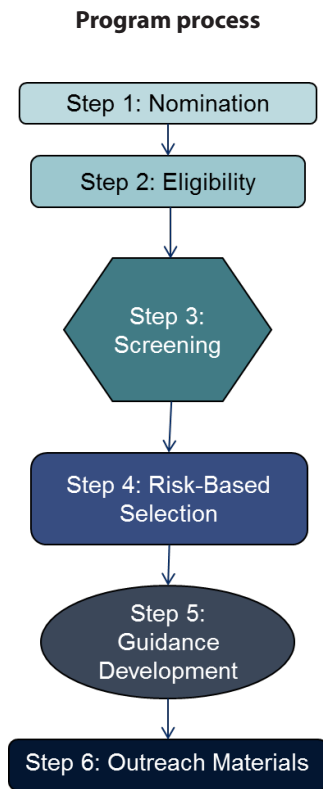 Program process
Step 1: Nomination
Step 2: Eligibility
Step 3:
Screening
Step 4: Risk-Based
Selection
Step 5:
Guidance
Development
Step 6: Outreach Materials